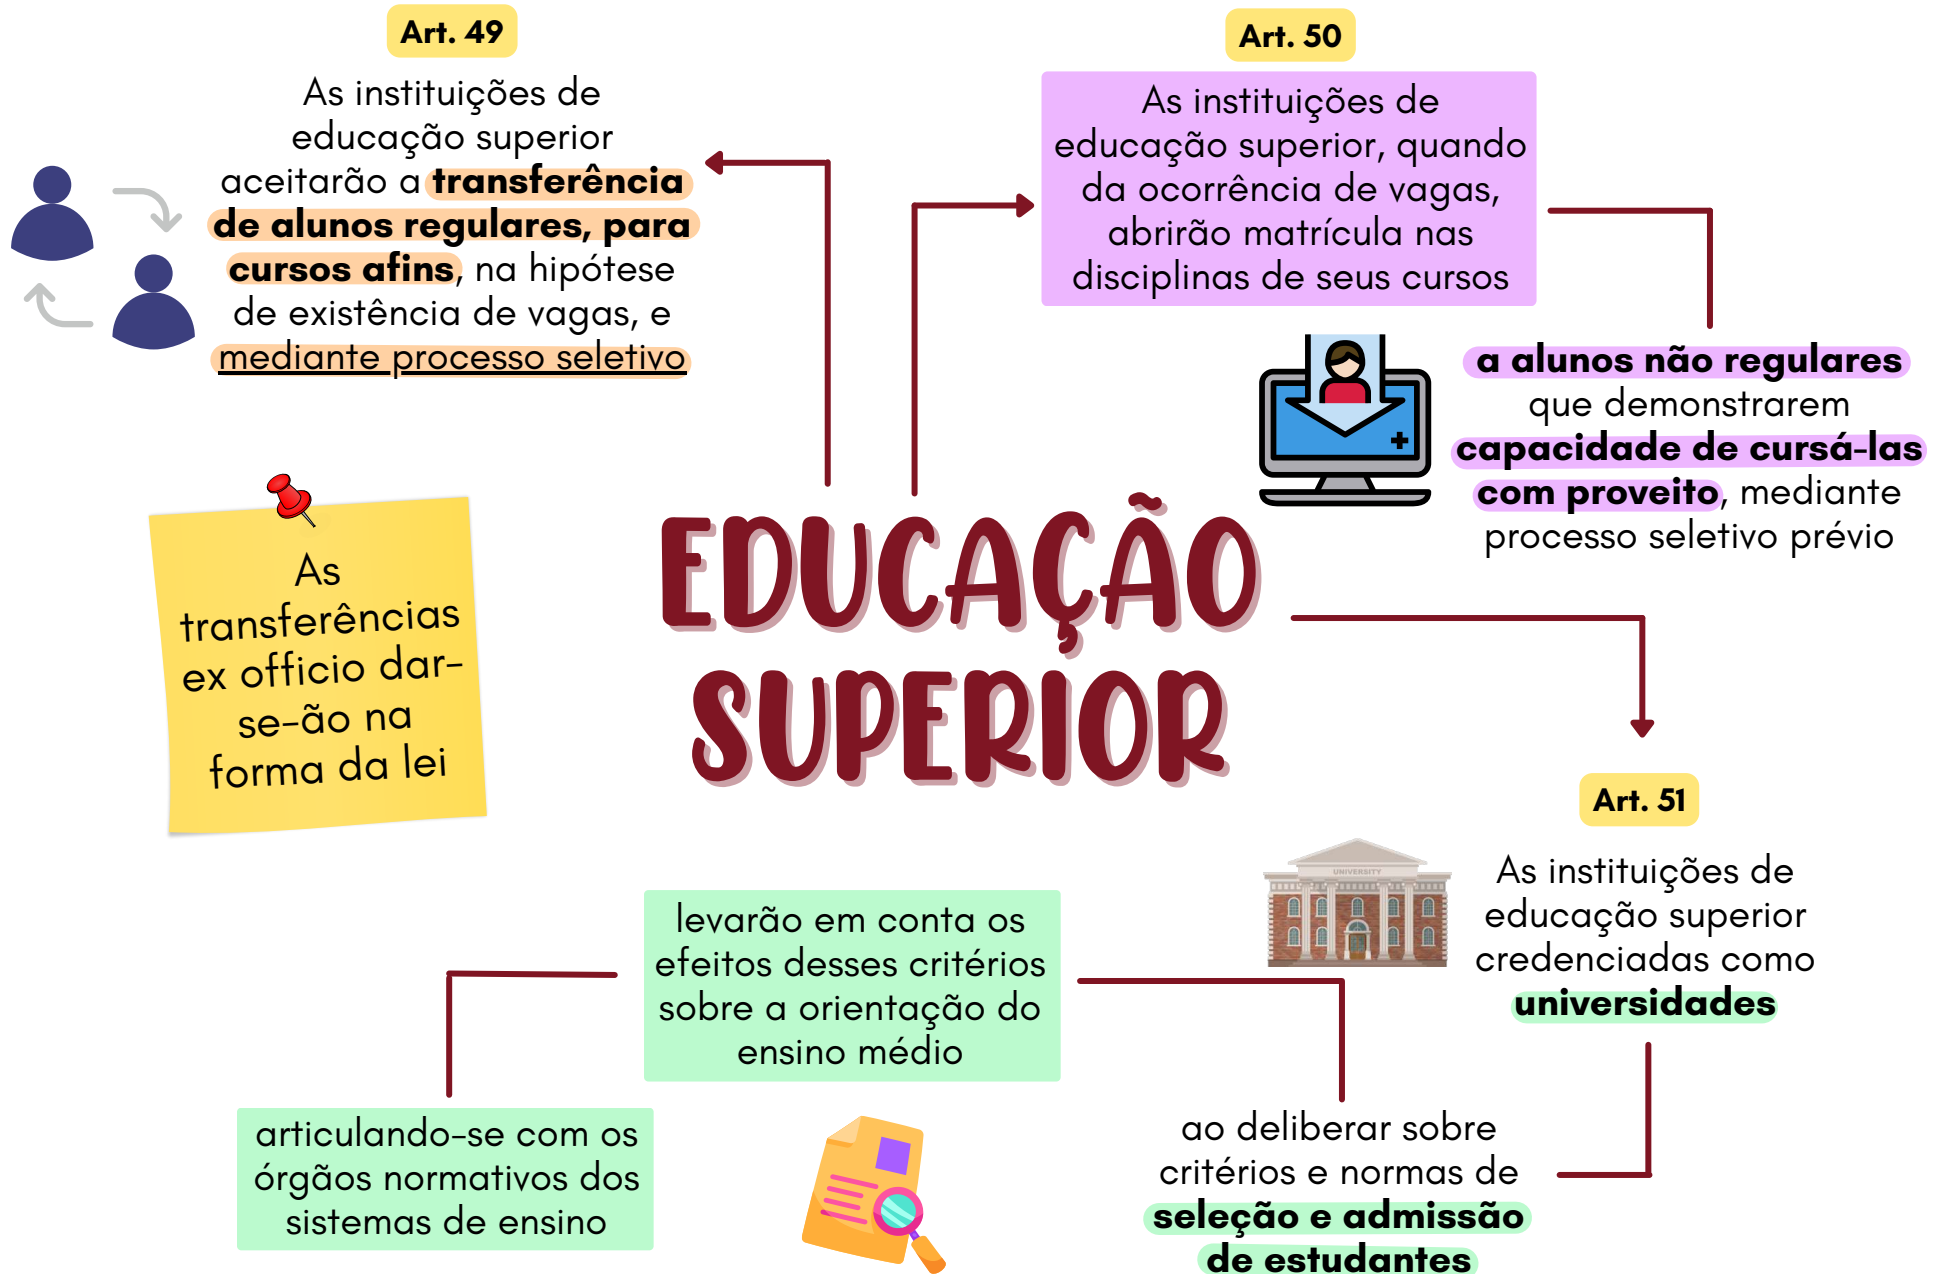 Art. 49
As instituições de
educação superior
aceitarão a transferência
de alunos regulares, para
cursos afins, na hipótese
de existência de vagas, e
mediante processo seletivo
As
transferências
ex officio dar-
se-ão na
forma da lei
EDUCAÇÃO
SUPERIOR
Art. 50
As instituições de
educação superior, quando
da ocorrência de vagas,
abrirão matrícula nas
disciplinas de seus cursos
a alunos não regulares
que demonstrarem
capacidade de cursá-las
com proveito, mediante
processo seletivo prévio
Art. 51
UNIVERSITY
As instituições de
educação superior
credenciadas como
universidades
ao deliberar sobre
critérios e normas de
seleção e admissão
de estudantes
levarão em conta os
efeitos desses critérios
sobre a orientação do
ensino médio
articulando-se com os
órgãos normativos dos
sistemas de ensino